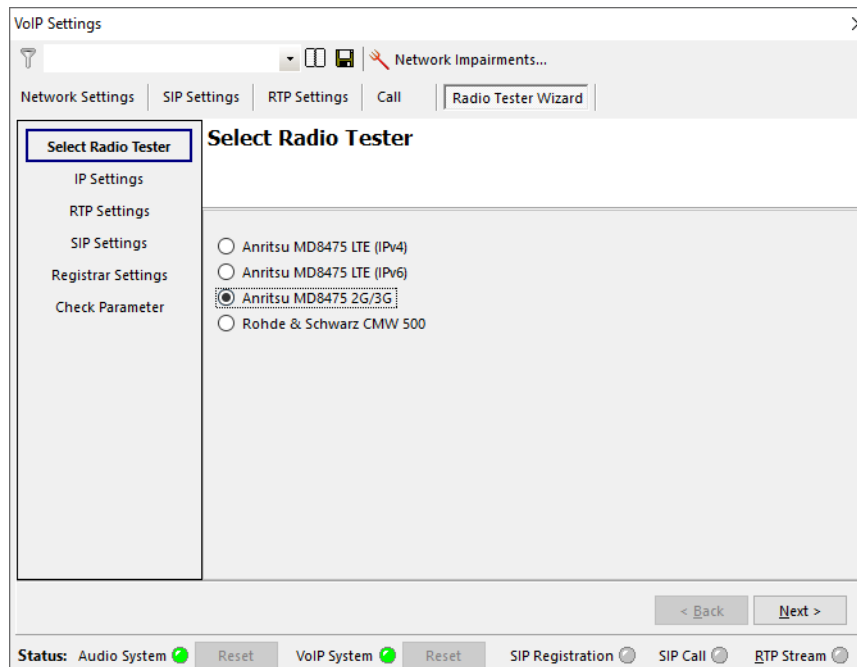 VoIP Settings
Network Impairments...
Network Settings SIP Settings RTP Settings Call Radio Tester Wizard
Select Radio Tester
IP Settings
RTP Settings
SIP Settings
Registrar Settings
Check Parameter
Select Radio Tester
Anritsu MD8475 LTE (IPv4)
Anritsu MD8475 LTE (IPv6)
Anritsu MD8475 2G/3G
Rohde & Schwarz CMW 500
< Back Next >
Status: Audio System Reset VoIP System Reset SIP Registration SIP Call RTP Stream